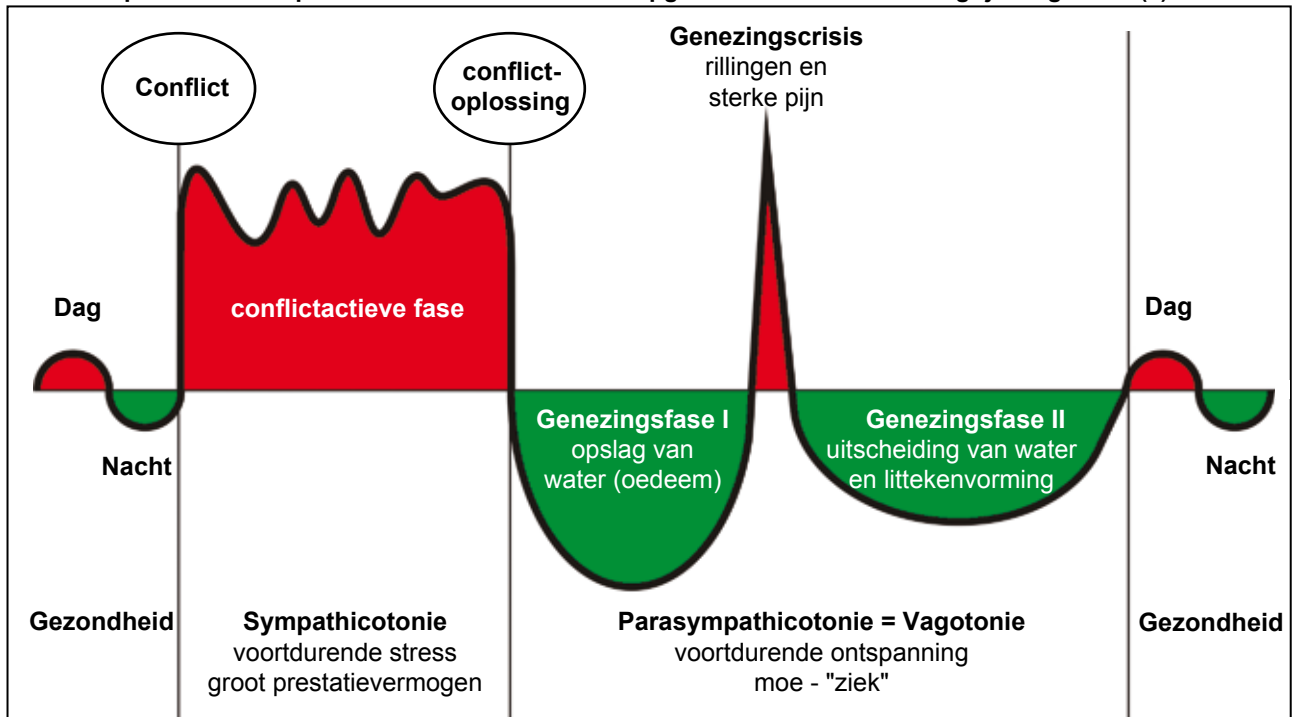 Genezingscrisis
rillingen en
sterke pijn
Conflict
conflict-
oplossing
Dag
conflictactieve fase
Dag
Nacht
Genezingsfase I
opslag van
water (oedeem)
Genezingsfase II
uitscheiding van water
en littekenvorming
Nacht
Gezondheid
Sympathicotonie
voortdurende stress
groot prestatievermogen
Parasympathicotonie = Vagotonie
voortdurende ontspanning
moe - "ziek"
Gezondheid